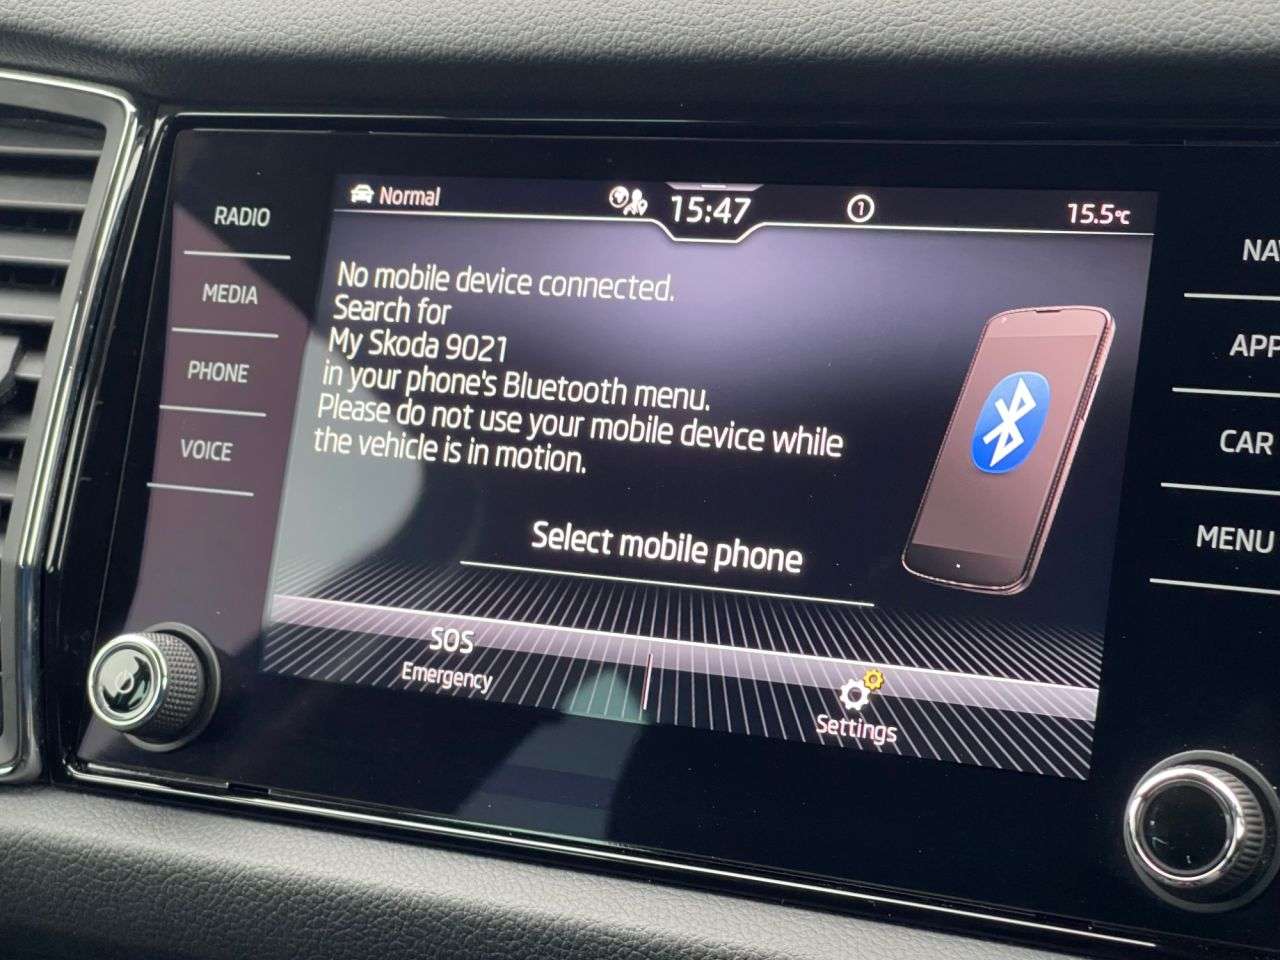 Normal
15:47
1
15.5°C
RADIO
MEDIA
PHONE
VOICE
No mobile device connected.
Search for
My Skoda 9021
in your phone's Bluetooth menu.
Please do not use your mobile device while
the vehicle is in motion.
Select mobile phone
SOS
Emergency
Settings
NA
APP
CAR
MENU